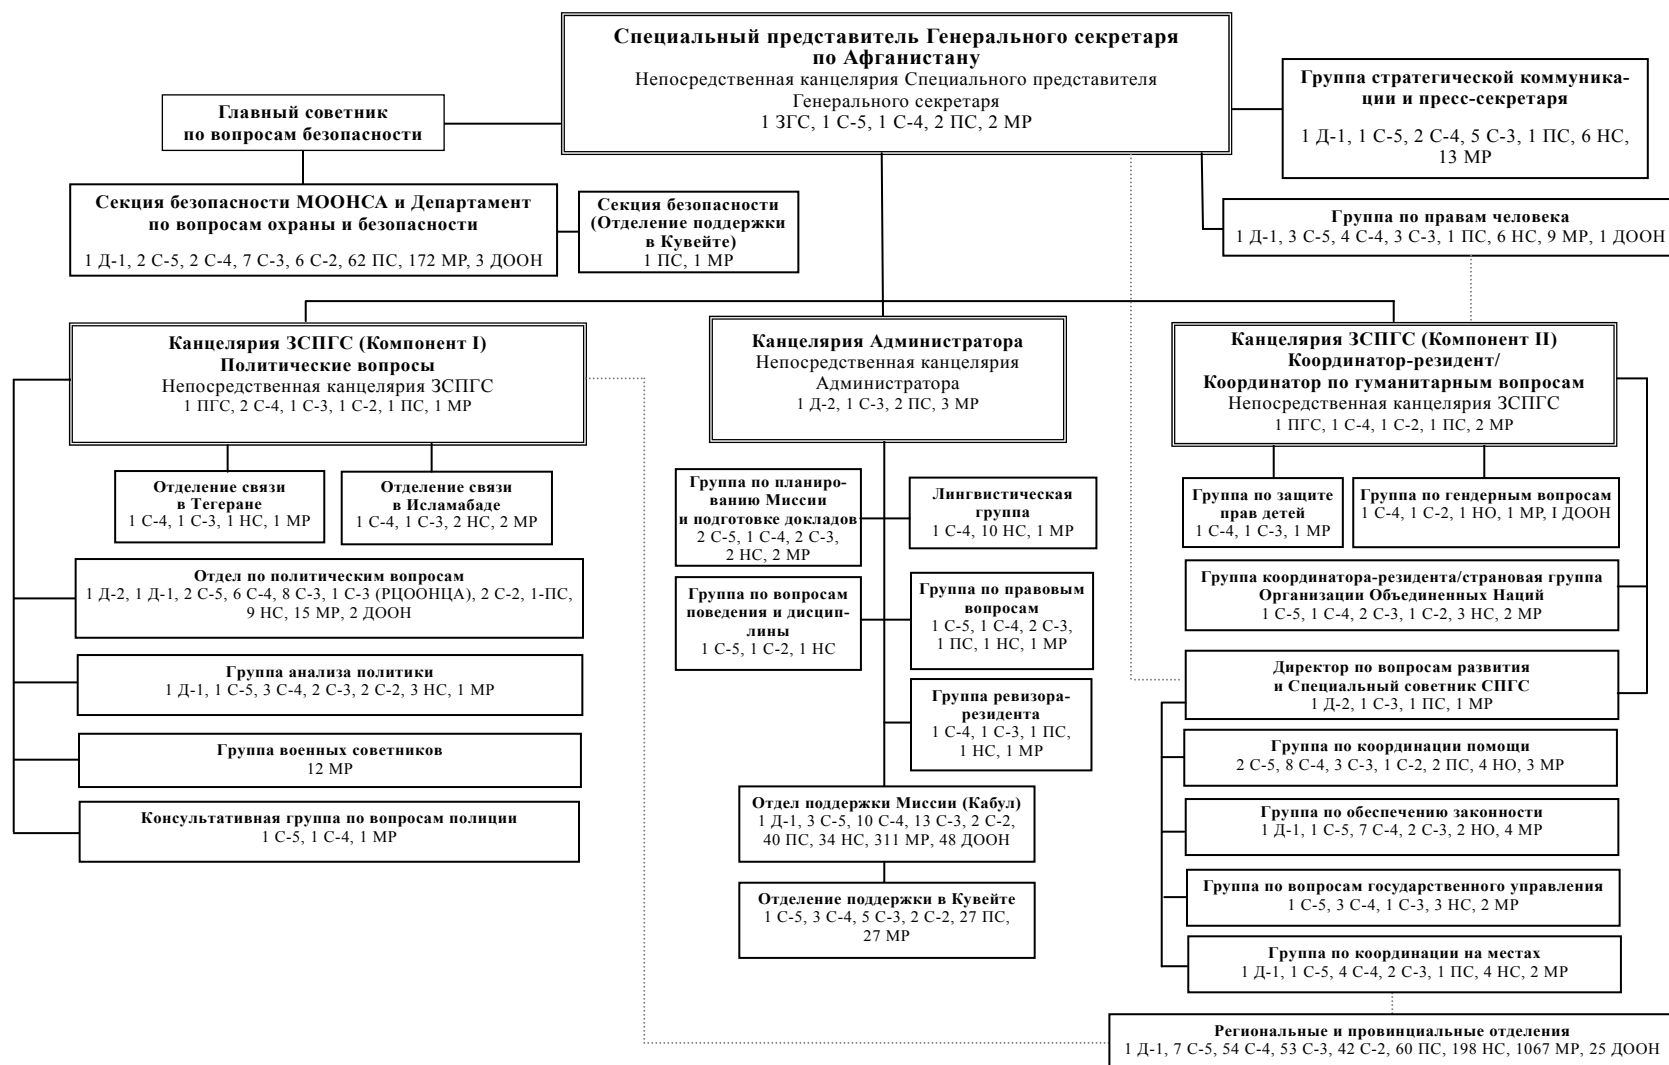 Специальный представитель Генерального секретаря
по Афганистану
Непосредственная канцелярия Специального представителя
Генерального секретаря
1 ЗГС, 1 С-5, 1 С-4, 2 ПС, 2 МР
Группа стратегической коммуника-
ции и пресс-секретаря
1 Д-1, 1 С-5, 2 С-4, 5 С-3, 1 ПС, 6 НС,
13 МР
Главный советник
по вопросам безопасности
Секция безопасности МООНСА и Департамент
по вопросам охраны и безопасности
1 Д-1, 2 С-5, 2 С-4, 7 С-3, 6 С-2, 62 ПС, 172 МР, 3 ДООН
Секция безопасности
(Отделение поддержки
в Кувейте)
1 ПС, 1 МР
Группа по правам человека
1 Д-1, 3 С-5, 4 С-4, 3 С-3, 1 ПС, 6 НС, 9 МР, 1 ДООН
Канцелярия ЗСПГС (Компонент I)
Политические вопросы
Непосредственная канцелярия ЗСПГС
1 ПГС, 2 С-4, 1 С-3, 1 С-2, 1 ПС, 1 МР
Канцелярия Администратора
Непосредственная канцелярия
Администратора
1 Д-2, 1 С-3, 2 ПС, 3 МР
Канцелярия ЗСПГС (Компонент II)
Координатор-резидент/
Координатор по гуманитарным вопросам
Непосредственная канцелярия ЗСПГС
1 ПГС, 1 С-4, 1 С-2, 1 ПС, 2 МР
Отделение связи
в Тегеране
1 С-4, 1 С-3, 1 НС, 1 МР
Отделение связи
в Исламабаде
1 С-4, 1 С-3, 2 НС, 2 МР
Группа по планиро-
ванию Миссии
и подготовке докладов
2 С-5, 1 С-4, 2 С-3,
2 НС, 2 МР
Лингвистическая
группа
1 С-4, 10 НС, 1 МР
Группа по защите
прав детей
1 С-4, 1 С-3, 1 МР
Группа по гендерным вопросам
1 С-4, 1 С-2, 1 НО, 1 МР, I ДООН
Отдел по политическим вопросам
1 Д-2, 1 Д-1, 2 С-5, 6 С-4, 8 С-3, 1 С-3 (РЦООНЦА), 2 С-2, 1-ПС,
9 НС, 15 МР, 2 ДООН
Группа по вопросам
поведения и дисцип-
лины
1 С-5, 1 С-2, 1 НС
Группа по правовым
вопросам
1 С-5, 1 С-4, 2 С-3,
1 ПС, 1 НС, 1 МР
Группа координатора-резидента/страновая группа
Организации Объединенных Наций
1 С-5, 1 С-4, 2 С-3, 1 С-2, 3 НС, 2 МР
Группа анализа политики
1 Д-1, 1 С-5, 3 С-4, 2 С-3, 2 С-2, 3 НС, 1 МР
Группа ревизора-
резидента
1 С-4, 1 С-3, 1 ПС,
1 НС, 1 МР
Директор по вопросам развития
и Специальный советник СПГС
1 Д-2, 1 С-3, 1 ПС, 1 МР
Группа военных советников
12 МР
Группа по координации помощи
2 С-5, 8 С-4, 3 С-3, 1 С-2, 2 ПС, 4 НО, 3 МР
Консультативная группа по вопросам полиции
1 С-5, 1 С-4, 1 МР
Отдел поддержки Миссии (Кабул)
1 Д-1, 3 С-5, 10 С-4, 13 С-3, 2 С-2,
40 ПС, 34 НС, 311 МР, 48 ДООН
Группа по обеспечению законности
1 Д-1, 1 С-5, 7 С-4, 2 С-3, 2 НО, 4 МР
Отделение поддержки в Кувейте
1 С-5, 3 С-4, 5 С-3, 2 С-2, 27 ПС,
27 МР
Группа по вопросам государственного управления
1 С-5, 3 С-4, 1 С-3, 3 НС, 2 МР
Группа по координации на местах
1 Д-1, 1 С-5, 4 С-4, 2 С-3, 1 ПС, 4 НС, 2 МР
Региональные и провинциальные отделения
1 Д-1, 7 С-5, 54 С-4, 53 С-3, 42 С-2, 60 ПС, 198 НС, 1067 МР, 25 ДООН